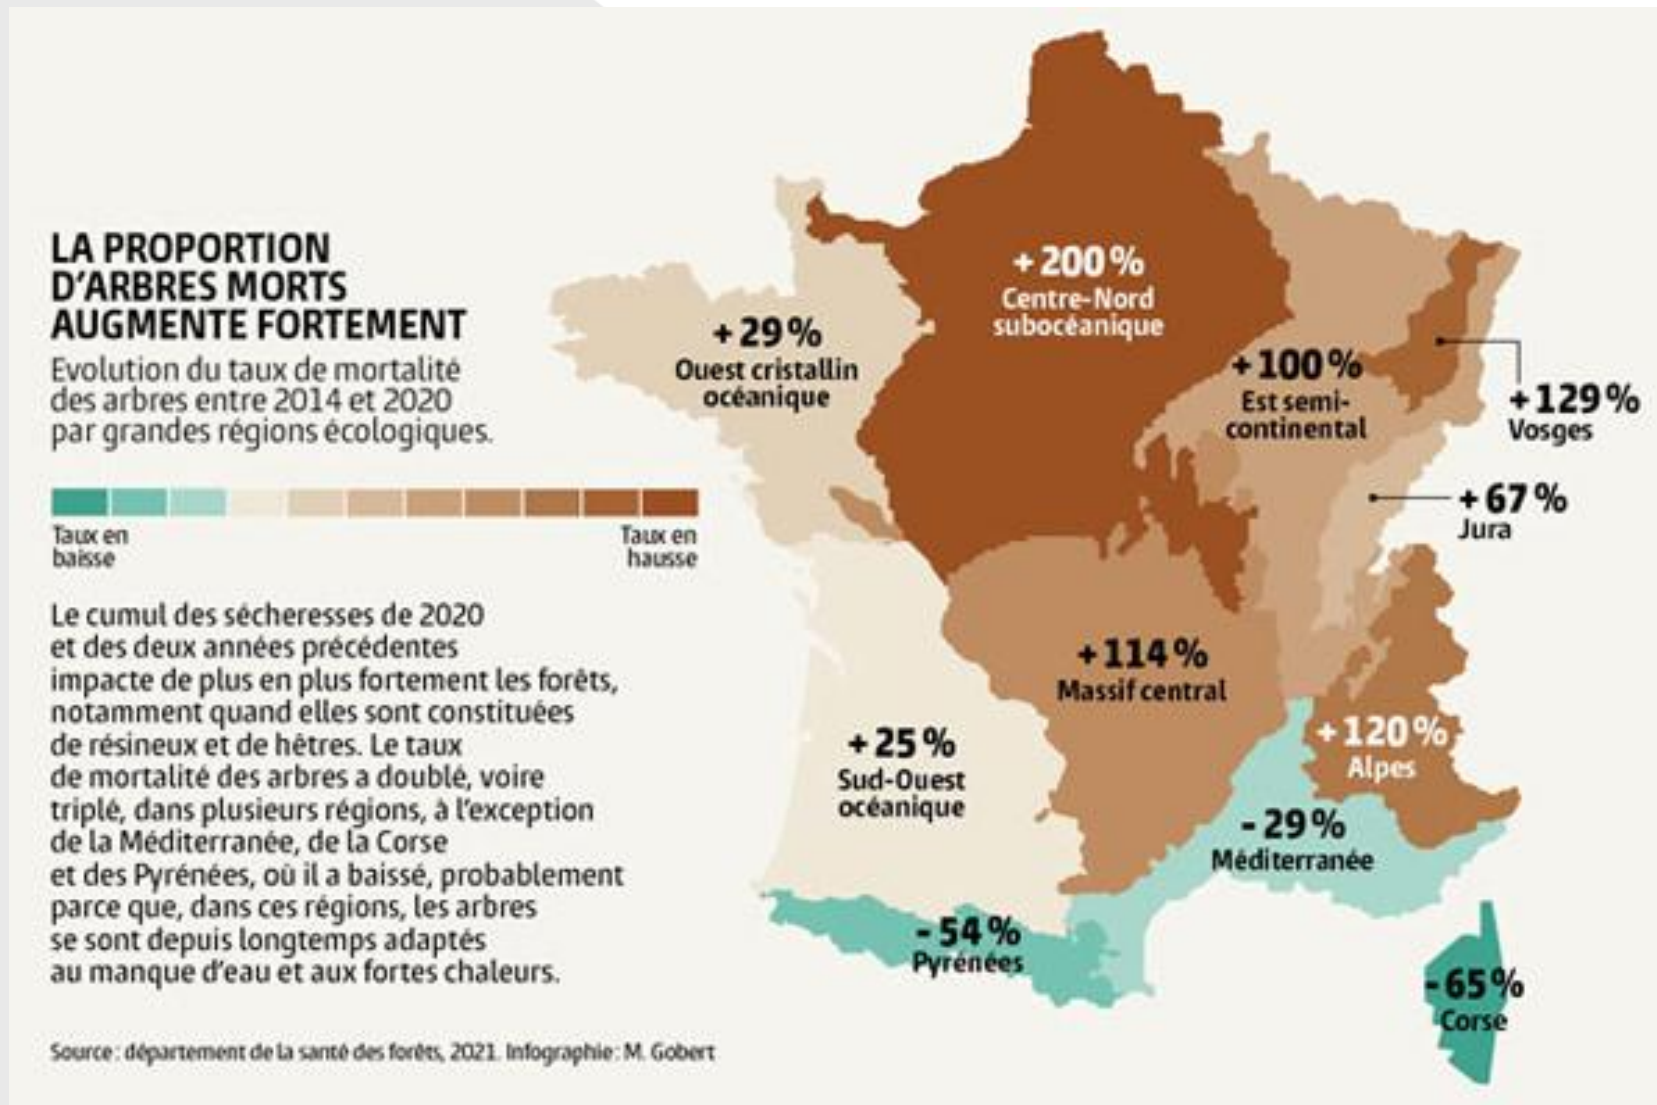 LA PROPORTION
D'ARBRES MORTS
AUGMENTE FORTEMENT
Evolution du taux de mortalité
des arbres entre 2014 et 2020
par grandes régions écologiques.
Taux en
baisse
Taux en
hausse
Le cumul des sécheresses de 2020
et des deux années précédentes
impacte de plus en plus fortement les forêts,
notamment quand elles sont constituées
de résineux et de hêtres. Le taux
de mortalité des arbres a doublé, voire
triplé, dans plusieurs régions, à l'exception
de la Méditerranée, de la Corse
et des Pyrénées, où il a baissé, probablement
parce que, dans ces régions, les arbres
se sont depuis longtemps adaptés
au manque d'eau et aux fortes chaleurs.
Source : département de la santé des forêts, 2021. Infographie : M. Gobert
+ 200 %
Centre-Nord
subocéanique
+ 29 %
Ouest cristallin
océanique
+ 100 %
Est semi-
continental
+ 129 %
Vosges
+ 67 %
Jura
+ 114 %
Massif central
+ 120 %
Alpes
+ 25 %
Sud-Ouest
océanique
- 29 %
Méditerranée
- 54 %
Pyrénées
- 65 %
Corse